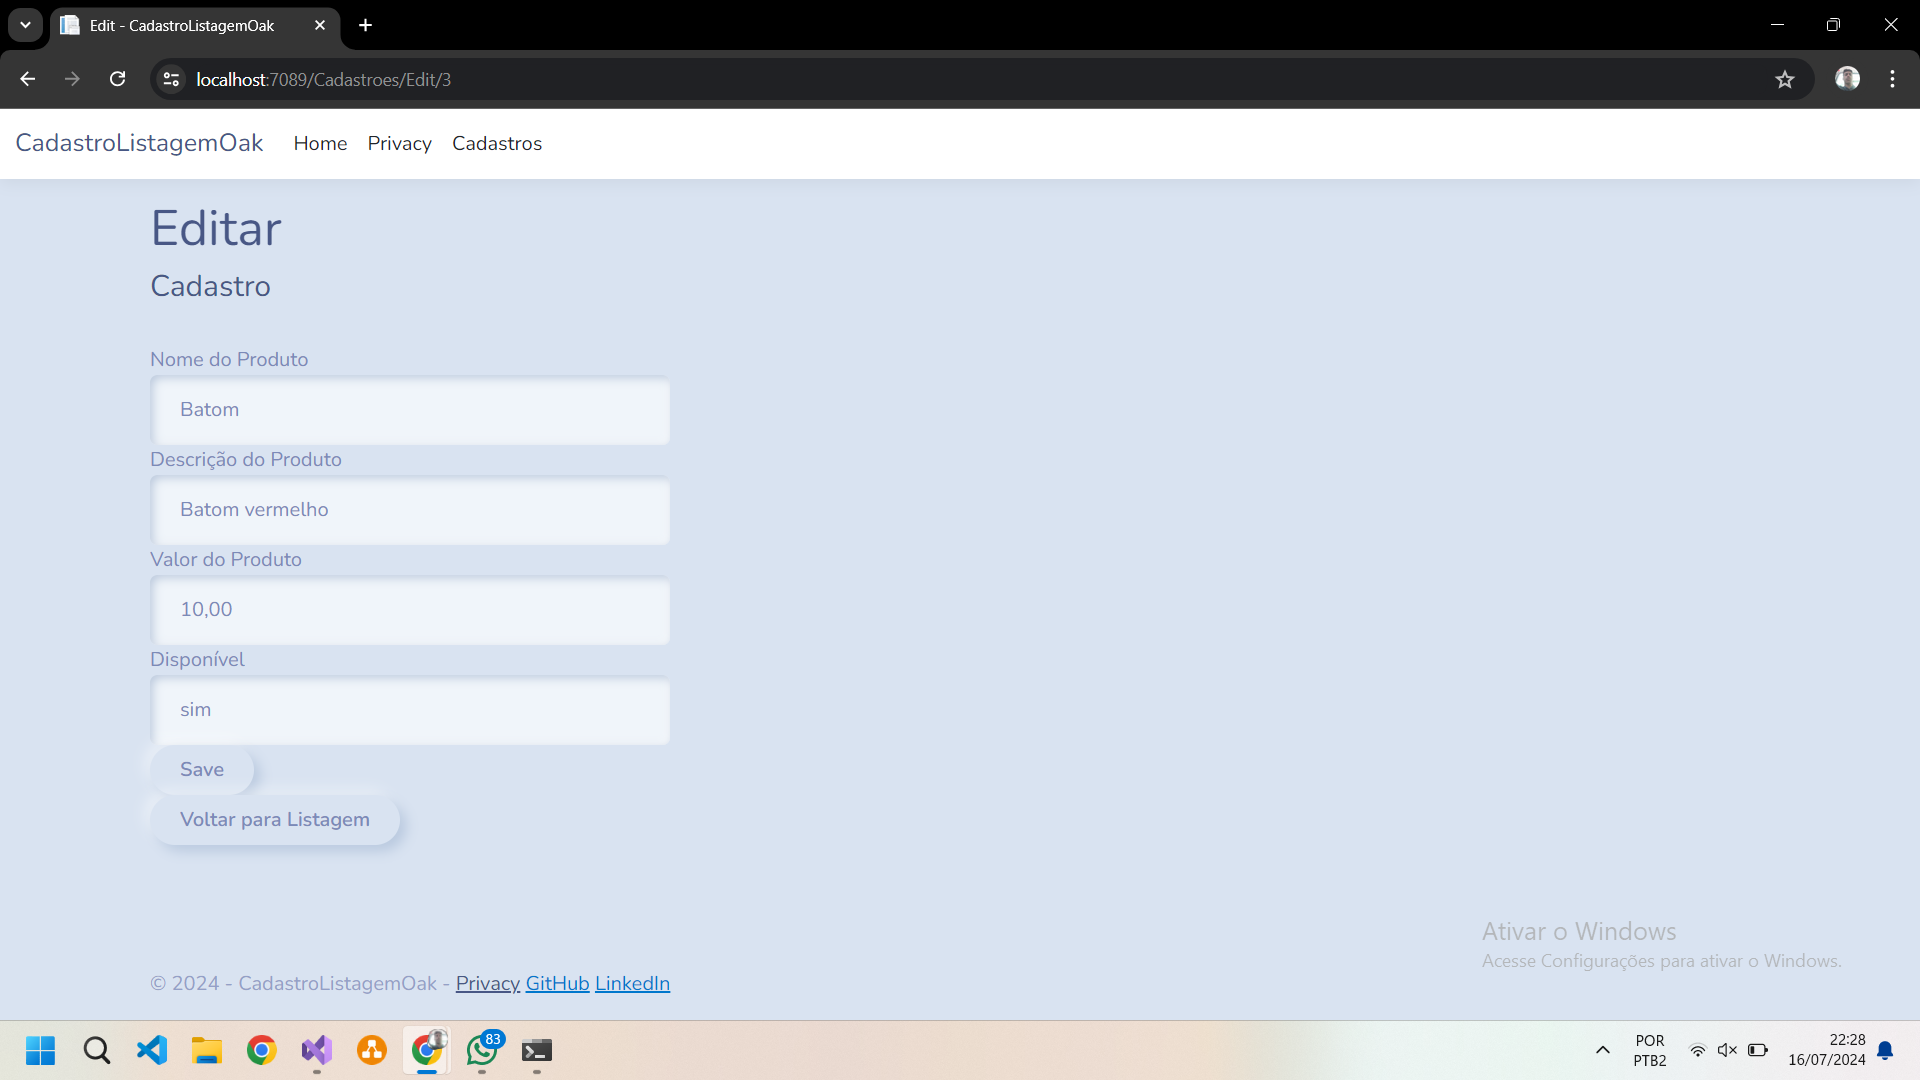 Edit - CadastroListagemOak
localhost:7089/Cadastroes/Edit/3
CadastroListagemOak Home Privacy Cadastros
Editar
Cadastro
Nome do Produto
Batom
Descrição do Produto
Batom vermelho
Valor do Produto
10,00
Disponível
sim
Save
Voltar para Listagem
Ativar o Windows
Acesse Configurações para ativar o Windows.
© 2024 - CadastroListagemOak - Privacy GitHub LinkedIn
83
POR
PTB2
22:28
16/07/2024